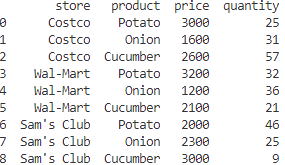 store product price quantity
0 Costco Potato 3000 25
1 Costco Onion 1600 31
2 Costco Cucumber 2600 57
3 Wal-Mart Potato 3200 32
4 Wal-Mart Onion 1200 36
5 Wal-Mart Cucumber 2100 21
6 Sam's Club Potato 2000 46
7 Sam's Club Onion 2300 25
8 Sam's Club Cucumber 3000 9